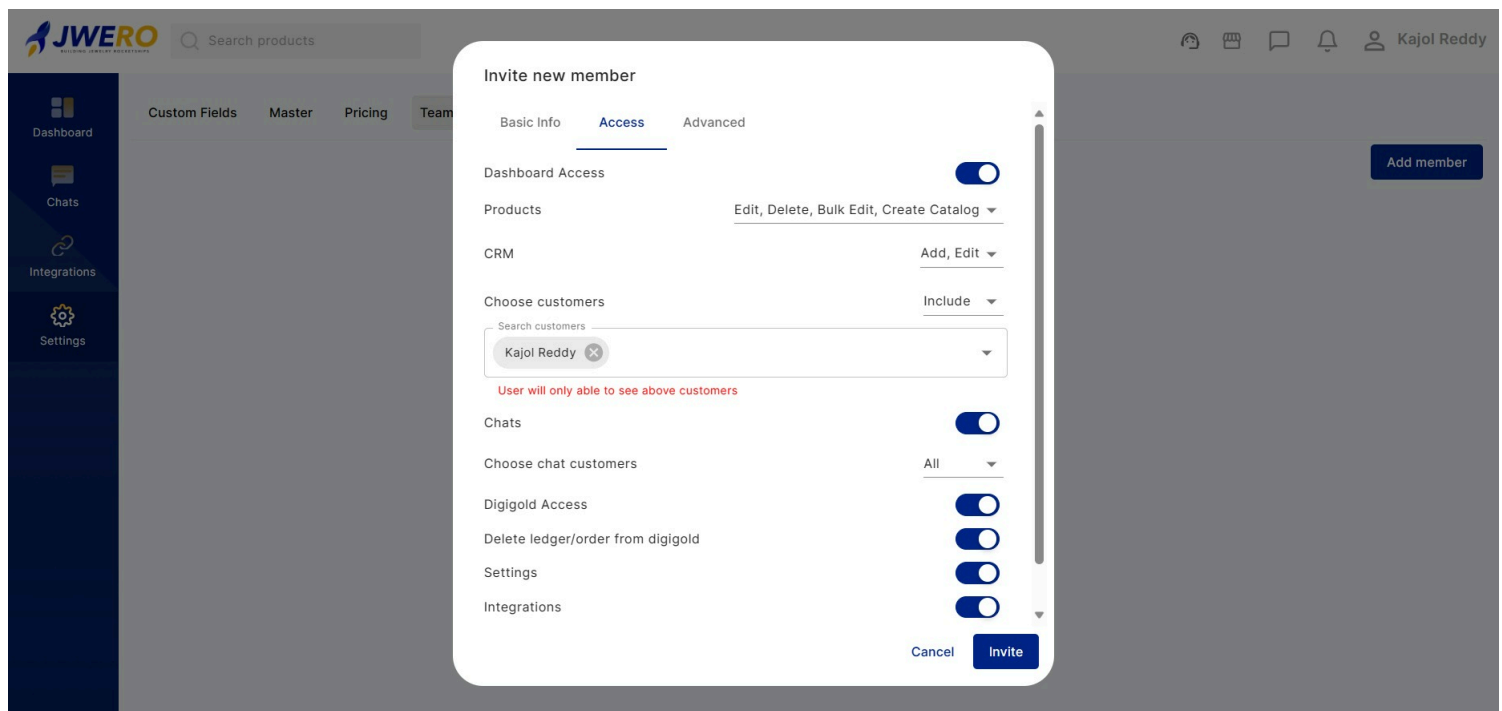 JWERO
Search products
Kajol Reddy
Dashboard
Chats
Integrations
Settings
Custom Fields Master Pricing Team
Add member
Invite new member
Basic Info Access Advanced
Dashboard Access
Products Edit, Delete, Bulk Edit, Create Catalog
CRM Add, Edit
Choose customers Include
Search customers
Kajol Reddy
User will only able to see above customers
Chats
Choose chat customers All
Digigold Access
Delete ledger/order from digigold
Settings
Integrations
Cancel Invite